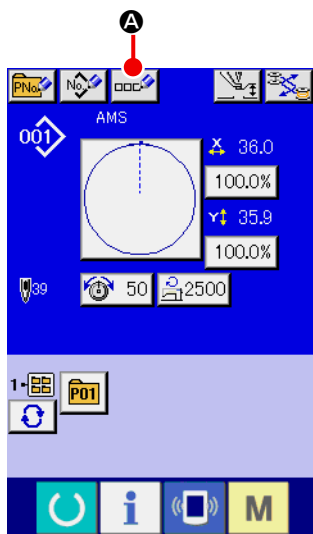 A
PNo. No.
AMS
001
X 36.0
100.0%
Y 35.9
100.0%
39 50 2500
1
P01
i M